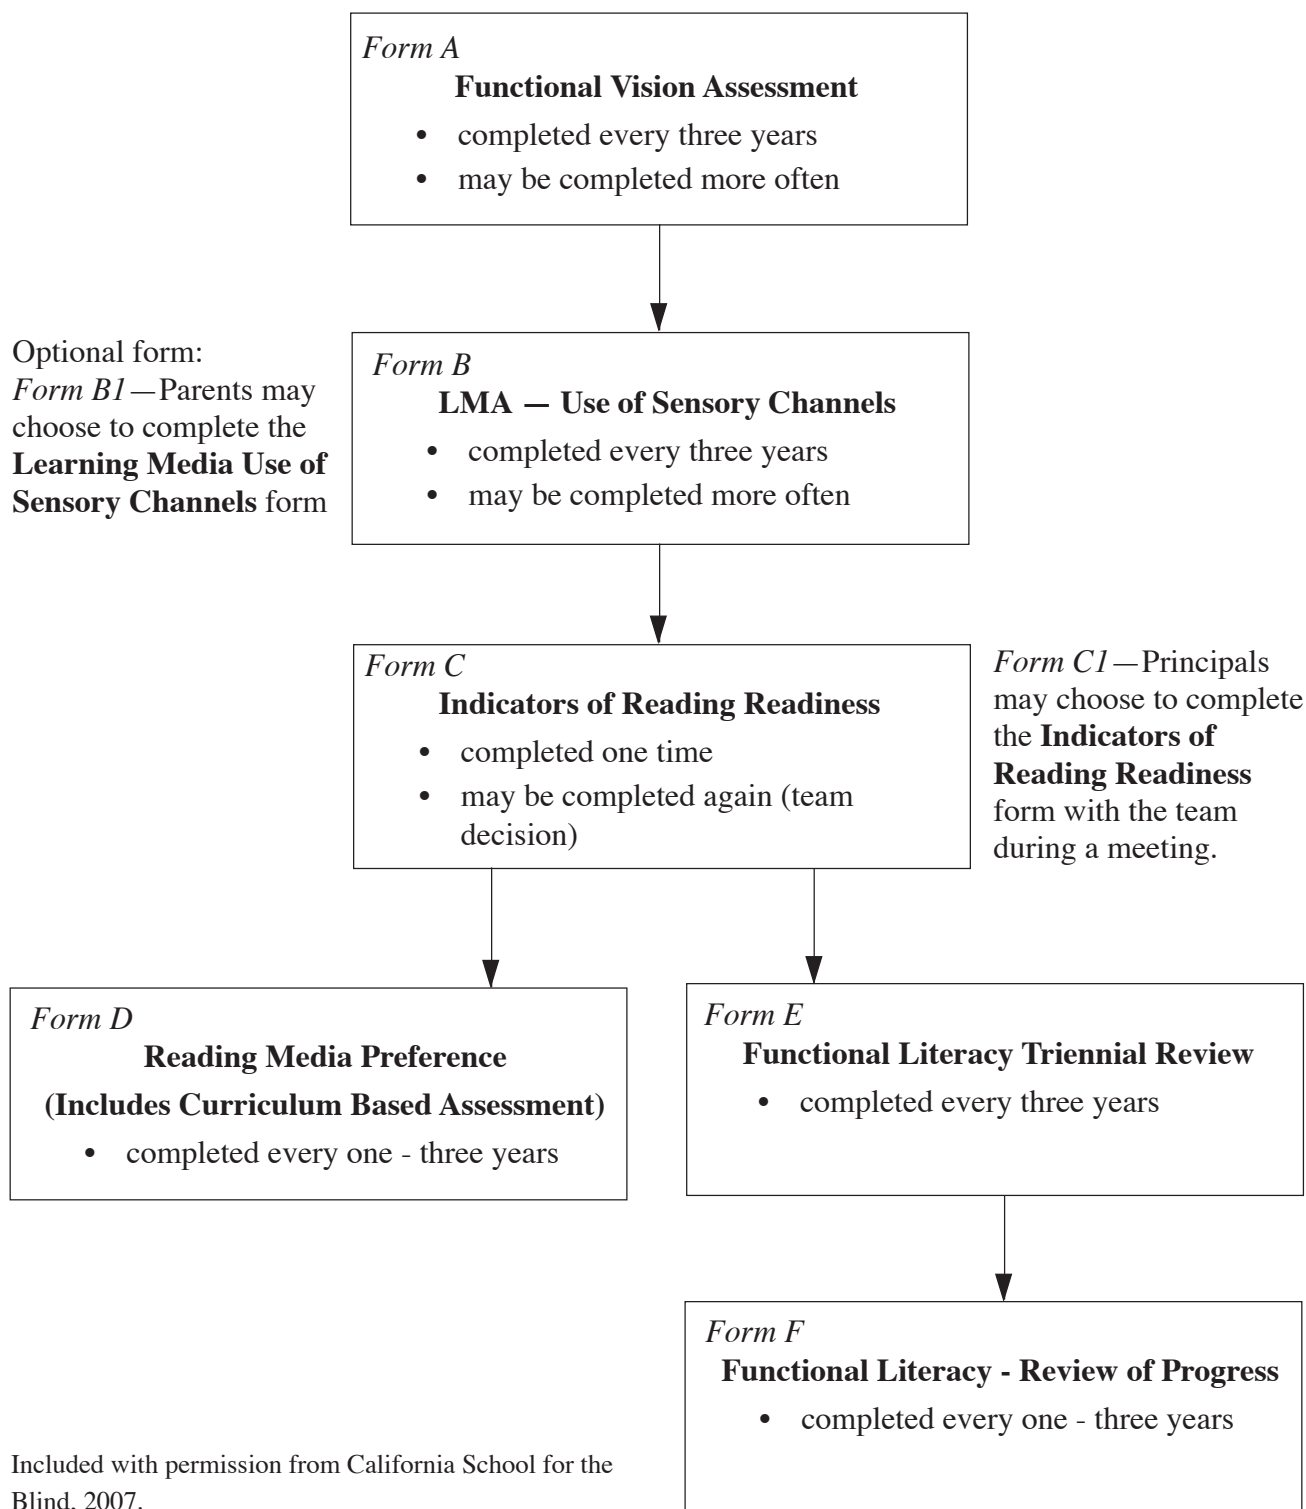 Form A
Functional Vision Assessment
• completed every three years
• may be completed more often
Optional form:
Form B1—Parents may
choose to complete the
Learning Media Use of
Sensory Channels form
Form B
LMA — Use of Sensory Channels
• completed every three years
• may be completed more often
Form C
Indicators of Reading Readiness
• completed one time
• may be completed again (team
decision)
Form C1—Principals
may choose to complete
the Indicators of
Reading Readiness
form with the team
during a meeting.
Form D
Reading Media Preference
(Includes Curriculum Based Assessment)
• completed every one - three years
Form E
Functional Literacy Triennial Review
• completed every three years
Form F
Functional Literacy - Review of Progress
• completed every one - three years
Included with permission from California School for the
Blind, 2007.